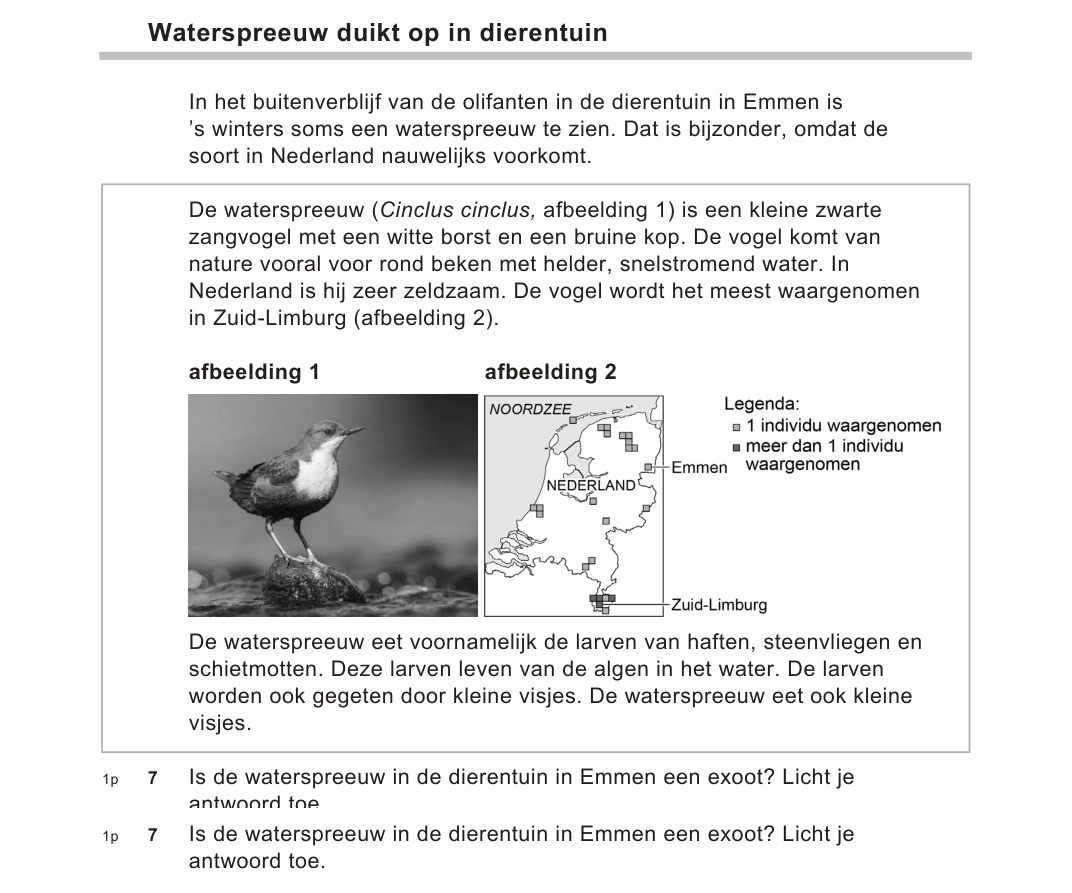 Waterspreeuw duikt op in dierentuin
In het buitenverblijf van de olifanten in de dierentuin in Emmen is
’s winters soms een waterspreeuw te zien. Dat is bijzonder, omdat de
soort in Nederland nauwelijks voorkomt.
De waterspreeuw (Cinclus cinclus, afbeelding 1) is een kleine zwarte
zangvogel met een witte borst en een bruine kop. De vogel komt van
nature vooral voor rond beken met helder, snelstromend water. In
Nederland is hij zeer zeldzaam. De vogel wordt het meest waargenomen
in Zuid-Limburg (afbeelding 2).
afbeelding 1
afbeelding 2
NOORDZEE
NEDERLAND
Emmen
Zuid-Limburg
Legenda:
1 individu waargenomen
meer dan 1 individu
waargenomen
De waterspreeuw eet voornamelijk de larven van haften, steenvliegen en
schietmotten. Deze larven leven van de algen in het water. De larven
worden ook gegeten door kleine visjes. De waterspreeuw eet ook kleine
visjes.
1p 7 Is de waterspreeuw in de dierentuin in Emmen een exoot? Licht je
antwoord toe
1p 7 Is de waterspreeuw in de dierentuin in Emmen een exoot? Licht je
antwoord toe.